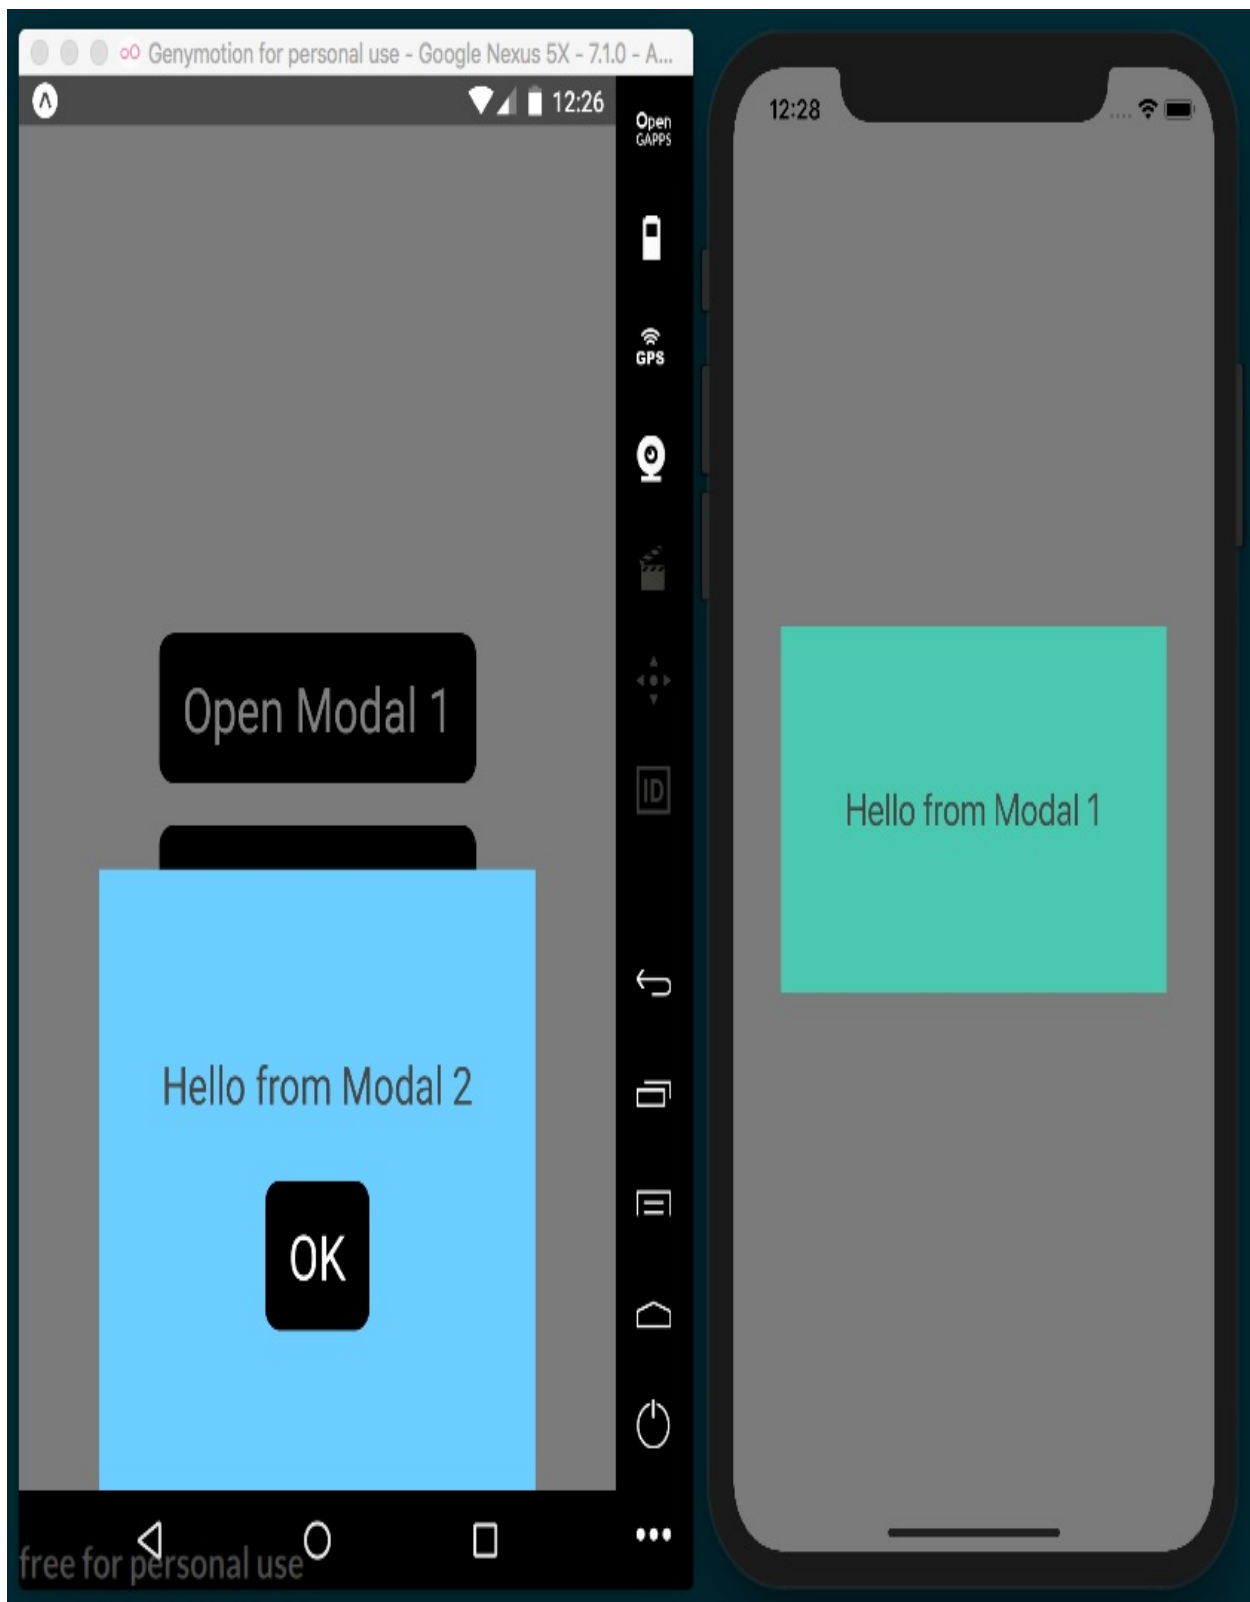 Genymotion for personal use - Google Nexus 5X - 7.1.0 - A...
12:26
Open
GAPPS
GPS
ID
Open Modal 1
Hello from Modal 2
OK
free for personal use
12:28
Hello from Modal 1